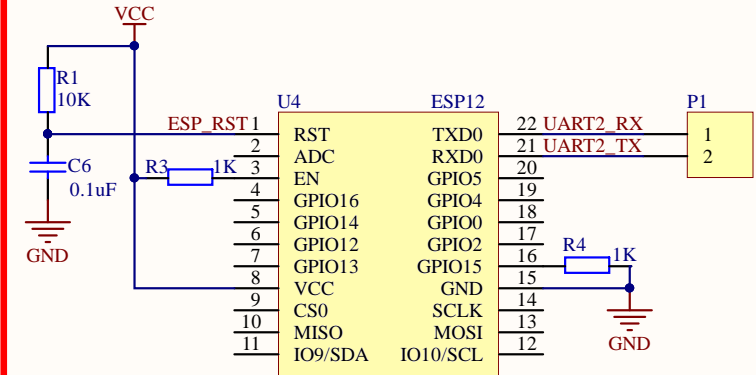 VCC
R1
10K
C6
0.1uF
GND
ESP_RST
R3 1K
U4 ESP12
1 RST TXD0 22 UART2_RX
2 ADC RXD0 21 UART2_TX
3 EN GPIO5 20
4 GPIO16 GPIO4 19
5 GPIO14 GPIO0 18
6 GPIO12 GPIO2 17
7 GPIO13 GPIO15 16
8 VCC GND 15
9 CS0 SCLK 14
10 MISO MOSI 13
11 IO9/SDA IO10/SCL 12
P1
1
2
R4 1K
GND